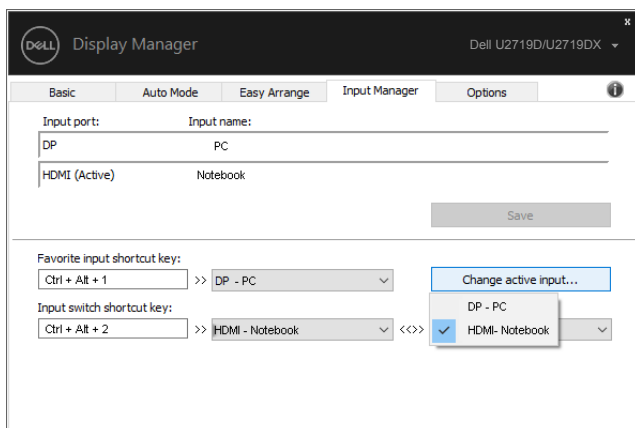 x
DELL Display Manager Dell U2719D/U2719DX
Basic Auto Mode Easy Arrange Input Manager Options i
Input port: Input name:
DP PC
HDMI (Active) Notebook
Save
Favorite input shortcut key:
Ctrl + Alt + 1 >> DP - PC Change active input...
DP - PC
Input switch shortcut key:
Ctrl + Alt + 2 >> HDMI - Notebook <<>> HDMI- Notebook